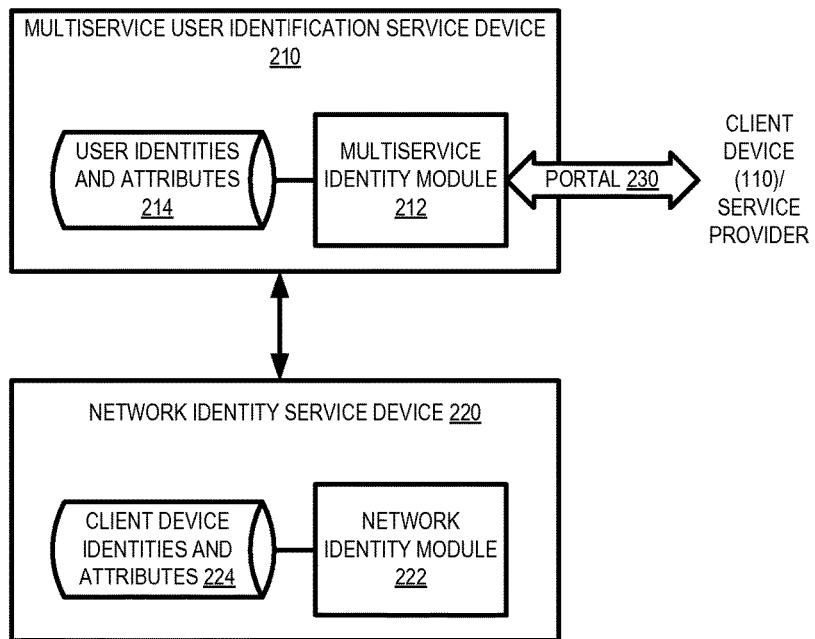 MULTISERVICE USER IDENTIFICATION SERVICE DEVICE
210
USER IDENTITIES
AND ATTRIBUTES
214
MULTISERVICE
IDENTITY MODULE
212
PORTAL 230
CLIENT
DEVICE
(110)/
SERVICE
PROVIDER
NETWORK IDENTITY SERVICE DEVICE 220
CLIENT DEVICE
IDENTITIES AND
ATTRIBUTES 224
NETWORK
IDENTITY MODULE
222